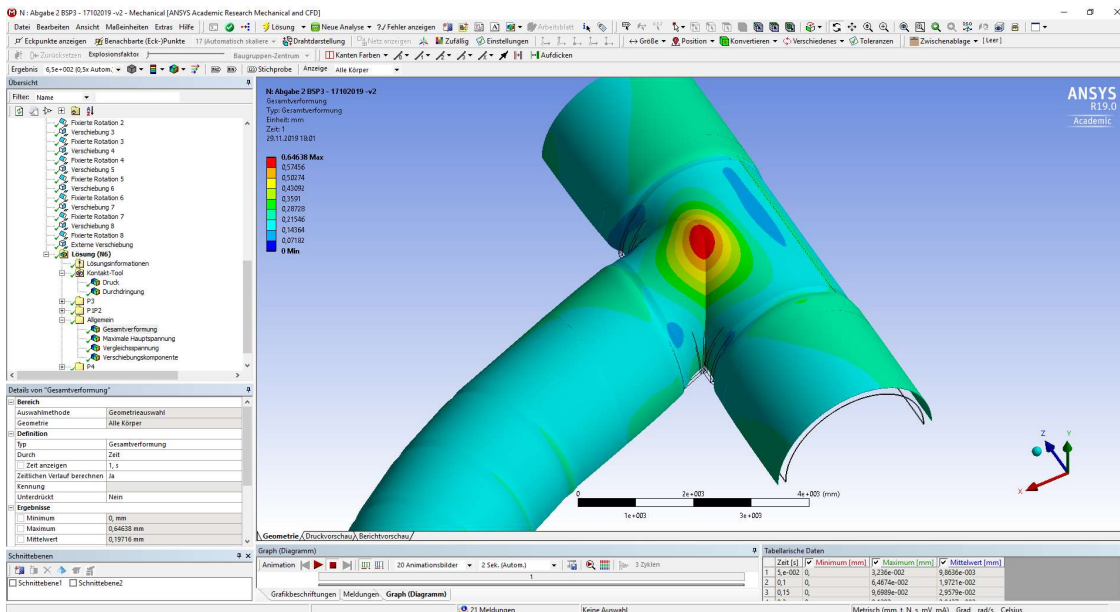 N : Abgabe 2 BSP3 - 17102019 -v2 - Mechanical [ANSYS Academic Research Mechanical and CFD]
Datei Bearbeiten Ansicht Maßeinheiten Extras Hilfe Lösung Neue Analyse ?/ Fehler anzeigen Arbeitsblatt
Eckpunkte anzeigen Benachbarte (Eck-)Punkte 17 (Automatisch skaliere Drahtdarstellung Netz anzeigen Zufällig Einstellungen Größe Position Konvertieren Verschiedenes Toleranzen Zwischenablage [Leer]
Zurücksetzen Explosionsfaktor Baugruppen-Zentrum Kanten Farben Aufdicken
Ergebnis 6,5e+002 (0,5x Autom.) Stichprobe Anzeige Alle Körper
Übersicht
Filter: Name
Fixierte Rotation 2
Verschiebung 3
Fixierte Rotation 3
Verschiebung 4
Fixierte Rotation 4
Verschiebung 5
Fixierte Rotation 5
Verschiebung 6
Fixierte Rotation 6
Verschiebung 7
Fixierte Rotation 7
Verschiebung 8
Fixierte Rotation 8
Externe Verschiebung
Lösung (N6)
Lösungsinformationen
Kontakt-Tool
Druck
Durchdringung
P3
P1P2
Allgemein
Gesamtverformung
Maximale Hauptspannung
Vergleichsspannung
Verschiebungskomponente
P4
Details von "Gesamtverformung"
Bereich
Auswahlmethode Geometrieauswahl
Geometrie Alle Körper
Definition
Typ Gesamtverformung
Durch Zeit
Zeit anzeigen 1, s
Zeitlichen Verlauf berechnen Ja
Kennung
Unterdrückt Nein
Ergebnisse
Minimum 0, mm
Maximum 0,64638 mm
Mittelwert 0,19716 mm
Schnittebenen
Schnittebene1 Schnittebene2
N: Abgabe 2 BSP3 - 17102019 -v2
Gesamtverformung
Typ: Gesamtverformung
Einheit: mm
Zeit: 1
29.11.2019 18:01
0.64638 Max
0,57456
0,50274
0,43092
0,3591
0,28728
0,21546
0,14364
0,07182
0 Min
ANSYS
R19.0
Academic
Z
Y
X
0 2e+003 4e+003 (mm)
1e+003 3e+003
Geometrie Druckvorschau Berichtvorschau
Graph (Diagramm)
Animation 20 Animationsbilder 2 Sek. (Autom.) 3 Zyklen
1
Grafikbeschriftungen Meldungen Graph (Diagramm)
Tabellarische Daten
Zeit [s] Minimum [mm] Maximum [mm] Mittelwert [mm]
1 5,e-002 0, 3,236e-002 9,8636e-003
2 0,1 0, 6,4674e-002 1,9721e-002
3 0,15 0, 9,6989e-002 2,9579e-002
21 Meldungen Keine Auswahl Metrisch (mm, t, N, s, mV, mA) Grad rad/s Celsius